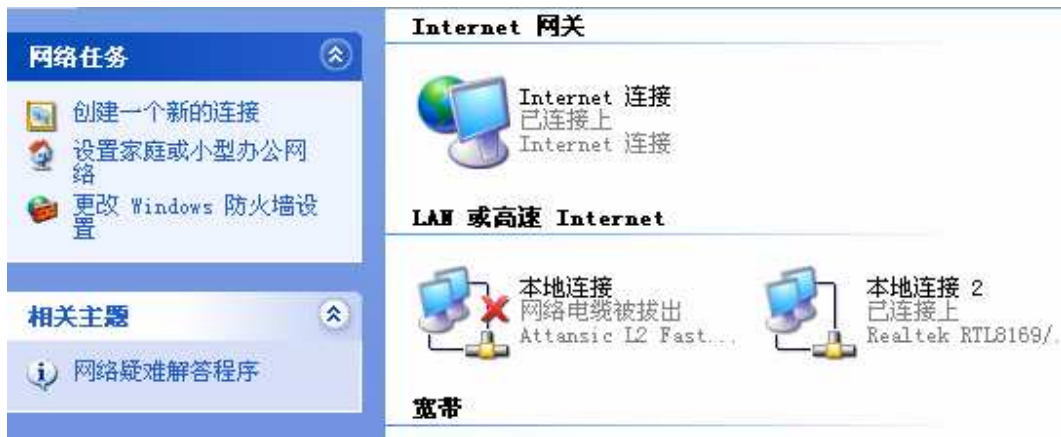 网络任务
创建一个新的连接
设置家庭或小型办公网
络
更改 Windows 防火墙设
置
相关主题
网络疑难解答程序
Internet 网关
Internet 连接
已连接上
Internet 连接
LAN 或高速 Internet
本地连接
网络电缆被拔出
Attansic L2 Fast...
本地连接 2
已连接上
Realtek RTL8169/.
宽带